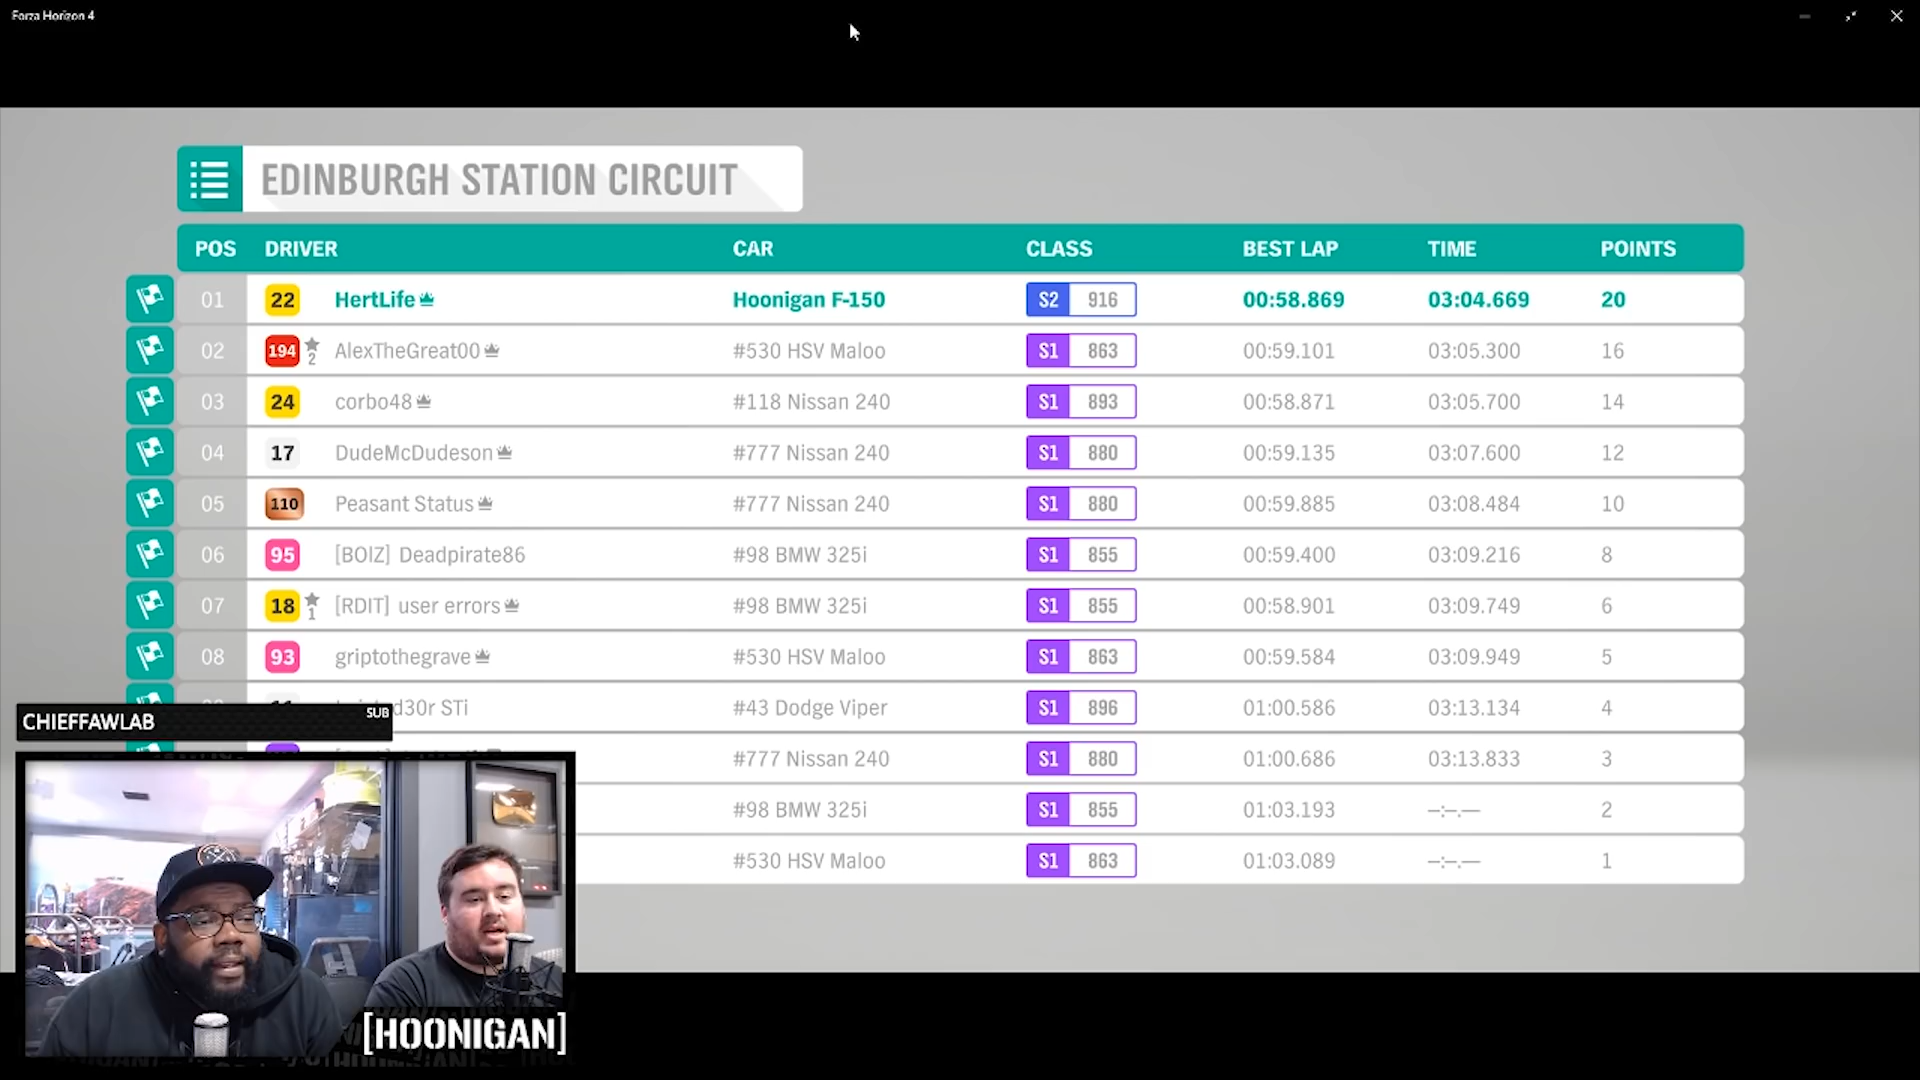 Forza Horizon 4
EDINBURGH STATION CIRCUIT
POS DRIVER CAR CLASS BEST LAP TIME POINTS
01 22 HertLife Hoonigan F-150 S2 916 00:58.869 03:04.669 20
02 194 2 AlexTheGreat00 #530 HSV Maloo S1 863 00:59.101 03:05.300 16
03 24 corbo48 #118 Nissan 240 S1 893 00:58.871 03:05.700 14
04 17 DudeMcDudeson #777 Nissan 240 S1 880 00:59.135 03:07.600 12
05 110 Peasant Status #777 Nissan 240 S1 880 00:59.885 03:08.484 10
06 95 [BOIZ] Deadpirate86 #98 BMW 325i S1 855 00:59.400 03:09.216 8
07 18 1 [RDIT] user errors #98 BMW 325i S1 855 00:58.901 03:09.749 6
08 93 griptothegrave #530 HSV Maloo S1 863 00:59.584 03:09.949 5
STi #43 Dodge Viper S1 896 01:00.586 03:13.134 4
CHIEFFAWLAB SUB
#777 Nissan 240 S1 880 01:00.686 03:13.833 3
#98 BMW 325i S1 855 01:03.193 --:--.--- 2
#530 HSV Maloo S1 863 01:03.089 --:--.--- 1
[HOONIGAN]